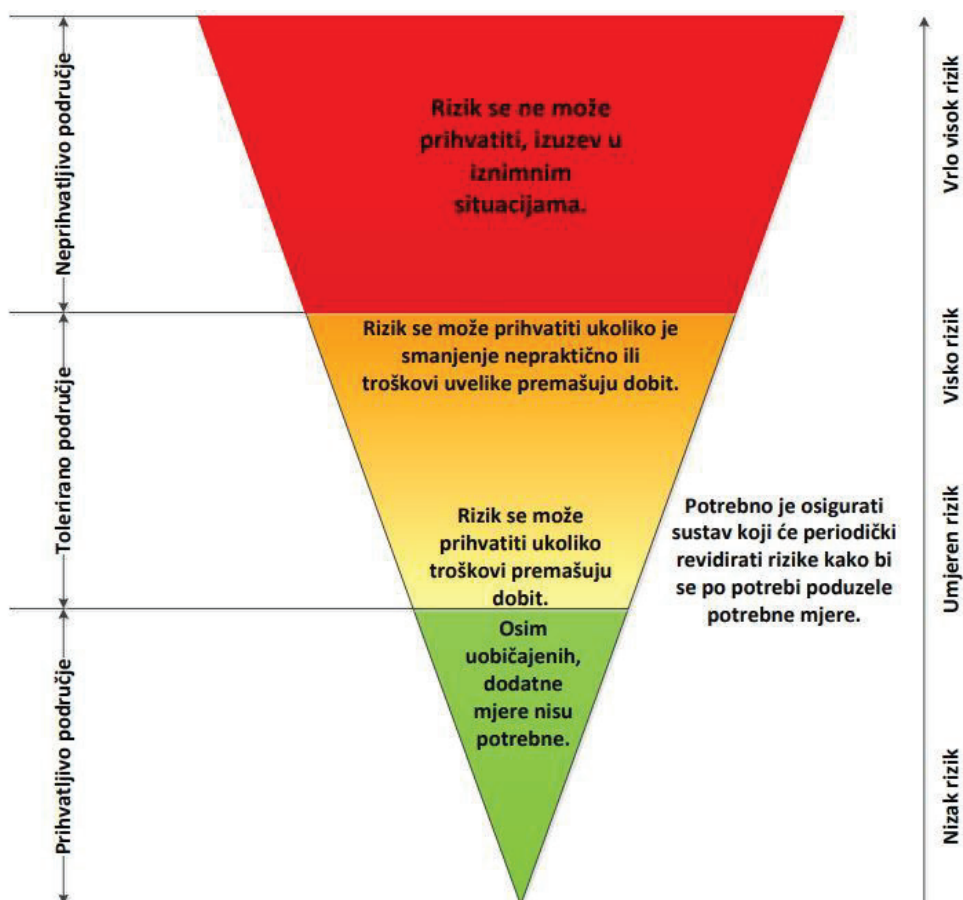 Neprihvatljivo područje
Tolerirano područje
Prihvatljivo područje
Rizik se ne može
prihvatiti, izuzev u
iznimnim
situacijama.
Rizik se može prihvatiti ukoliko je
smanjenje nepraktično ili
troškovi uvelike premašuju dobit.
Rizik se može
prihvatiti ukoliko
troškovi premašuju
dobit.
Osim
uobičajenih,
dodatne
mjere nisu
potrebne.
Potrebno je osigurati
sustav koji će periodički
revidirati rizike kako bi
se po potrebi poduzele
potrebne mjere.
Vrlo visok rizik
Visko rizik
Umjeren rizik
Nizak rizik